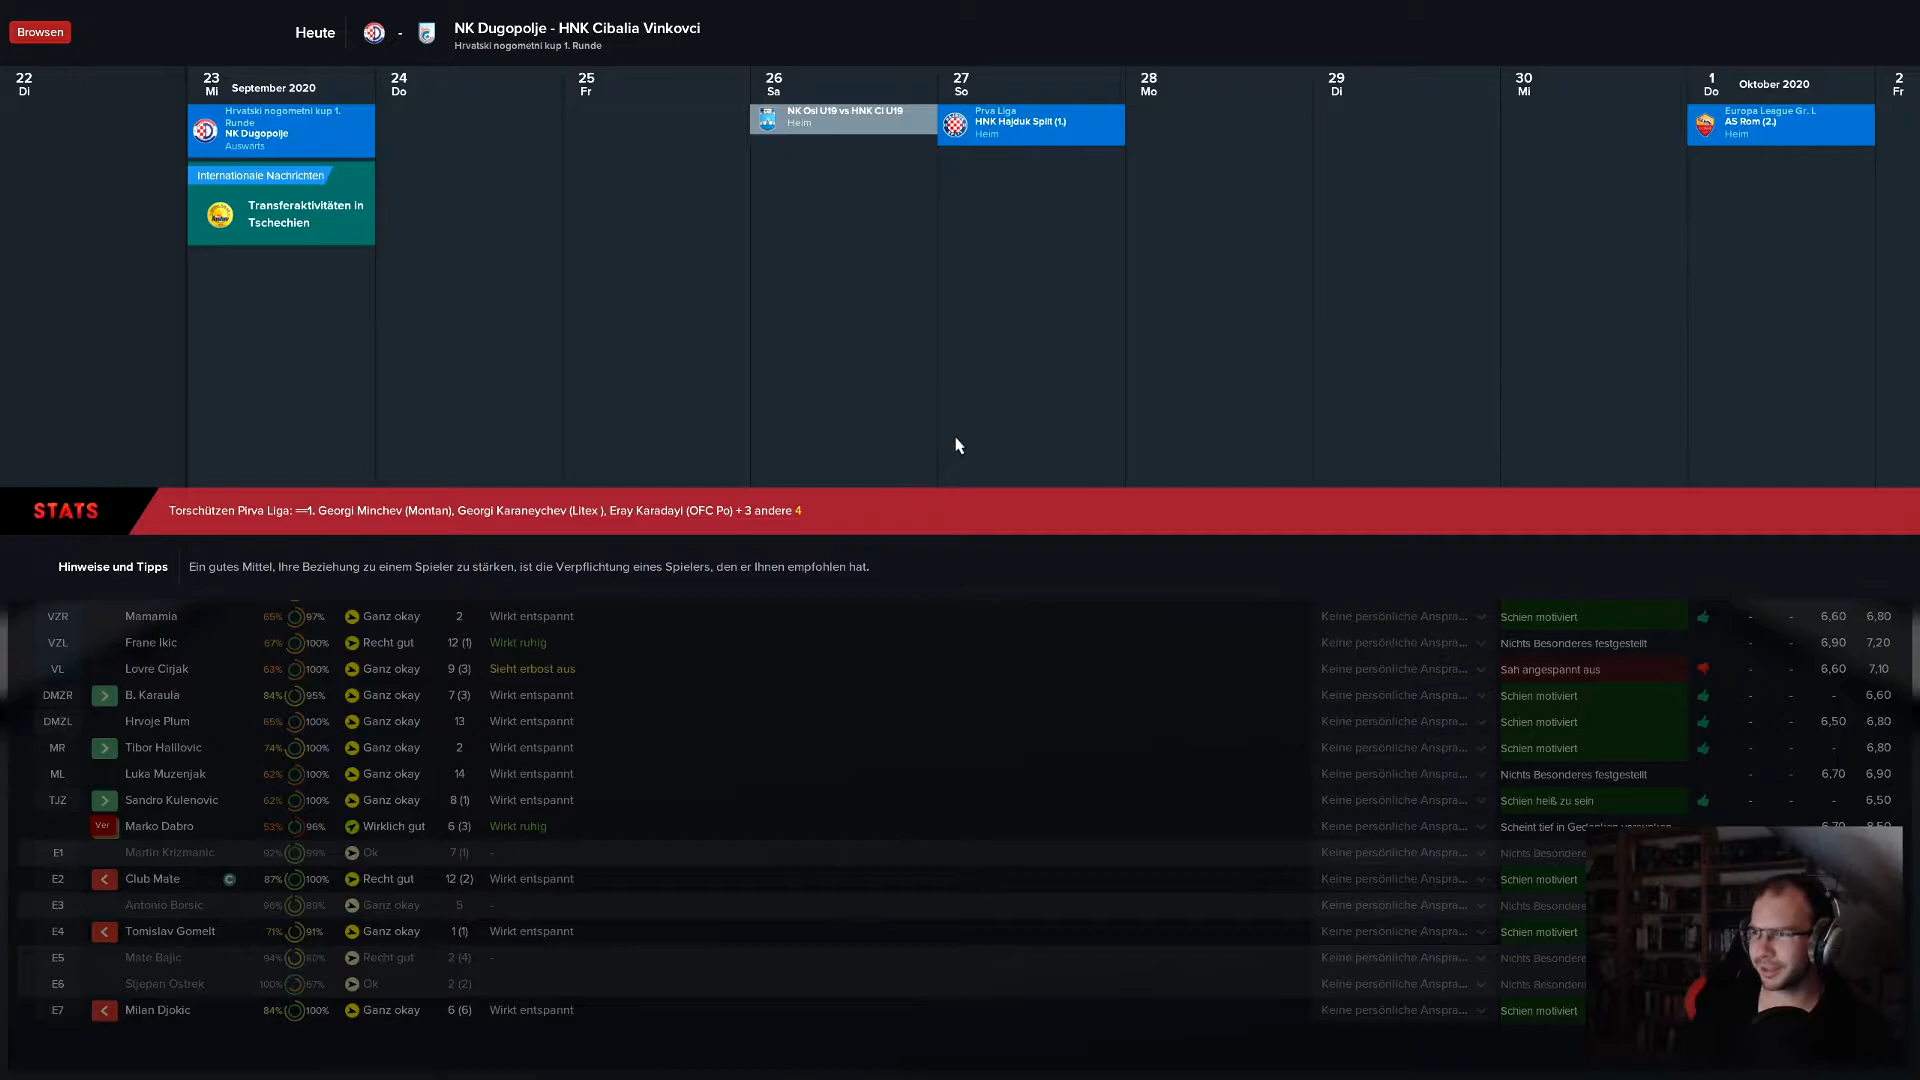 Browsen
Heute
NK Dugopolje - HNK Cibalia Vinkovci
Hrvatski nogometni kup 1. Runde
22 Di
23 Mi September 2020
24 Do
25 Fr
26 Sa
27 So
28 Mo
29 Di
30 Mi
1 Do Oktober 2020
2 Fr
Hrvatski nogometni kup 1.
Runde
NK Dugopolje
Auswärts
NK Osi U19 vs HNK Ci U19
Heim
Prva Liga
HNK Hajduk Split (1.)
Heim
Europa League Gr. L
AS Rom (2.)
Heim
Internationale Nachrichten
Transferaktivitäten in
Tschechien
STATS
Torschützen Pirva Liga: ==1. Georgi Minchev (Montan), Georgi Karaneychev (Litex ), Eray Karadayi (OFC Po) + 3 andere 4
Hinweise und Tipps
Ein gutes Mittel, Ihre Beziehung zu einem Spieler zu stärken, ist die Verpflichtung eines Spielers, den er Ihnen empfohlen hat.
VZR Mamamia 65% 97% Ganz okay 2 Wirkt entspannt Keine persönliche Anspra... Schien motiviert - - 6,60 6,80
VZL Frane Ikic 67% 100% Recht gut 12 (1) Wirkt ruhig Keine persönliche Anspra... Nichts Besonderes festgestellt - - 6,90 7,20
VL Lovre Cirjak 63% 100% Ganz okay 9 (3) Sieht erbost aus Keine persönliche Anspra... Sah angespannt aus - - 6,60 7,10
DMZR B. Karaula 84% 95% Ganz okay 7 (3) Wirkt entspannt Keine persönliche Anspra... Schien motiviert - - - 6,60
DMZL Hrvoje Plum 65% 100% Ganz okay 13 Wirkt entspannt Keine persönliche Anspra... Schien motiviert - - 6,50 6,80
MR Tibor Halilovic 74% 100% Ganz okay 2 Wirkt entspannt Keine persönliche Anspra... Schien motiviert - - - 6,80
ML Luka Muzenjak 62% 100% Ganz okay 14 Wirkt entspannt Keine persönliche Anspra... Nichts Besonderes festgestellt - - 6,70 6,90
TJZ Sandro Kulenovic 62% 100% Ganz okay 8 (1) Wirkt entspannt Keine persönliche Anspra... Schien heiß zu sein - - - 6,50
Ver Marko Dabro 53% 96% Wirklich gut 6 (3) Wirkt ruhig Keine persönliche Anspra... Scheint tief in
E1 Martin Krizmanic 92% 99% Ok 7 (1) - Keine persönliche Anspra... Nichts Besondere
E2 Club Mate C 87% 100% Recht gut 12 (2) Wirkt entspannt Keine persönliche Anspra... Schien motiviert
E3 Antonio Borsic 96% 89% Ganz okay 5 - Keine persönliche Anspra... Nichts Besondere
E4 Tomislav Gomelt 71% 91% Ganz okay 1 (1) Wirkt entspannt Keine persönliche Anspra... Schien motiviert
E5 Mate Bajic 94% 80% Recht gut 2 (4) - Keine persönliche Anspra... Nichts Besondere
E6 Stjepan Ostrek 100% 67% Ok 2 (2) Keine persönliche Anspra... Nichts Besondere
E7 Milan Djokic 84% 100% Ganz okay 6 (6) Wirkt entspannt Keine persönliche Anspra... Schien motiviert